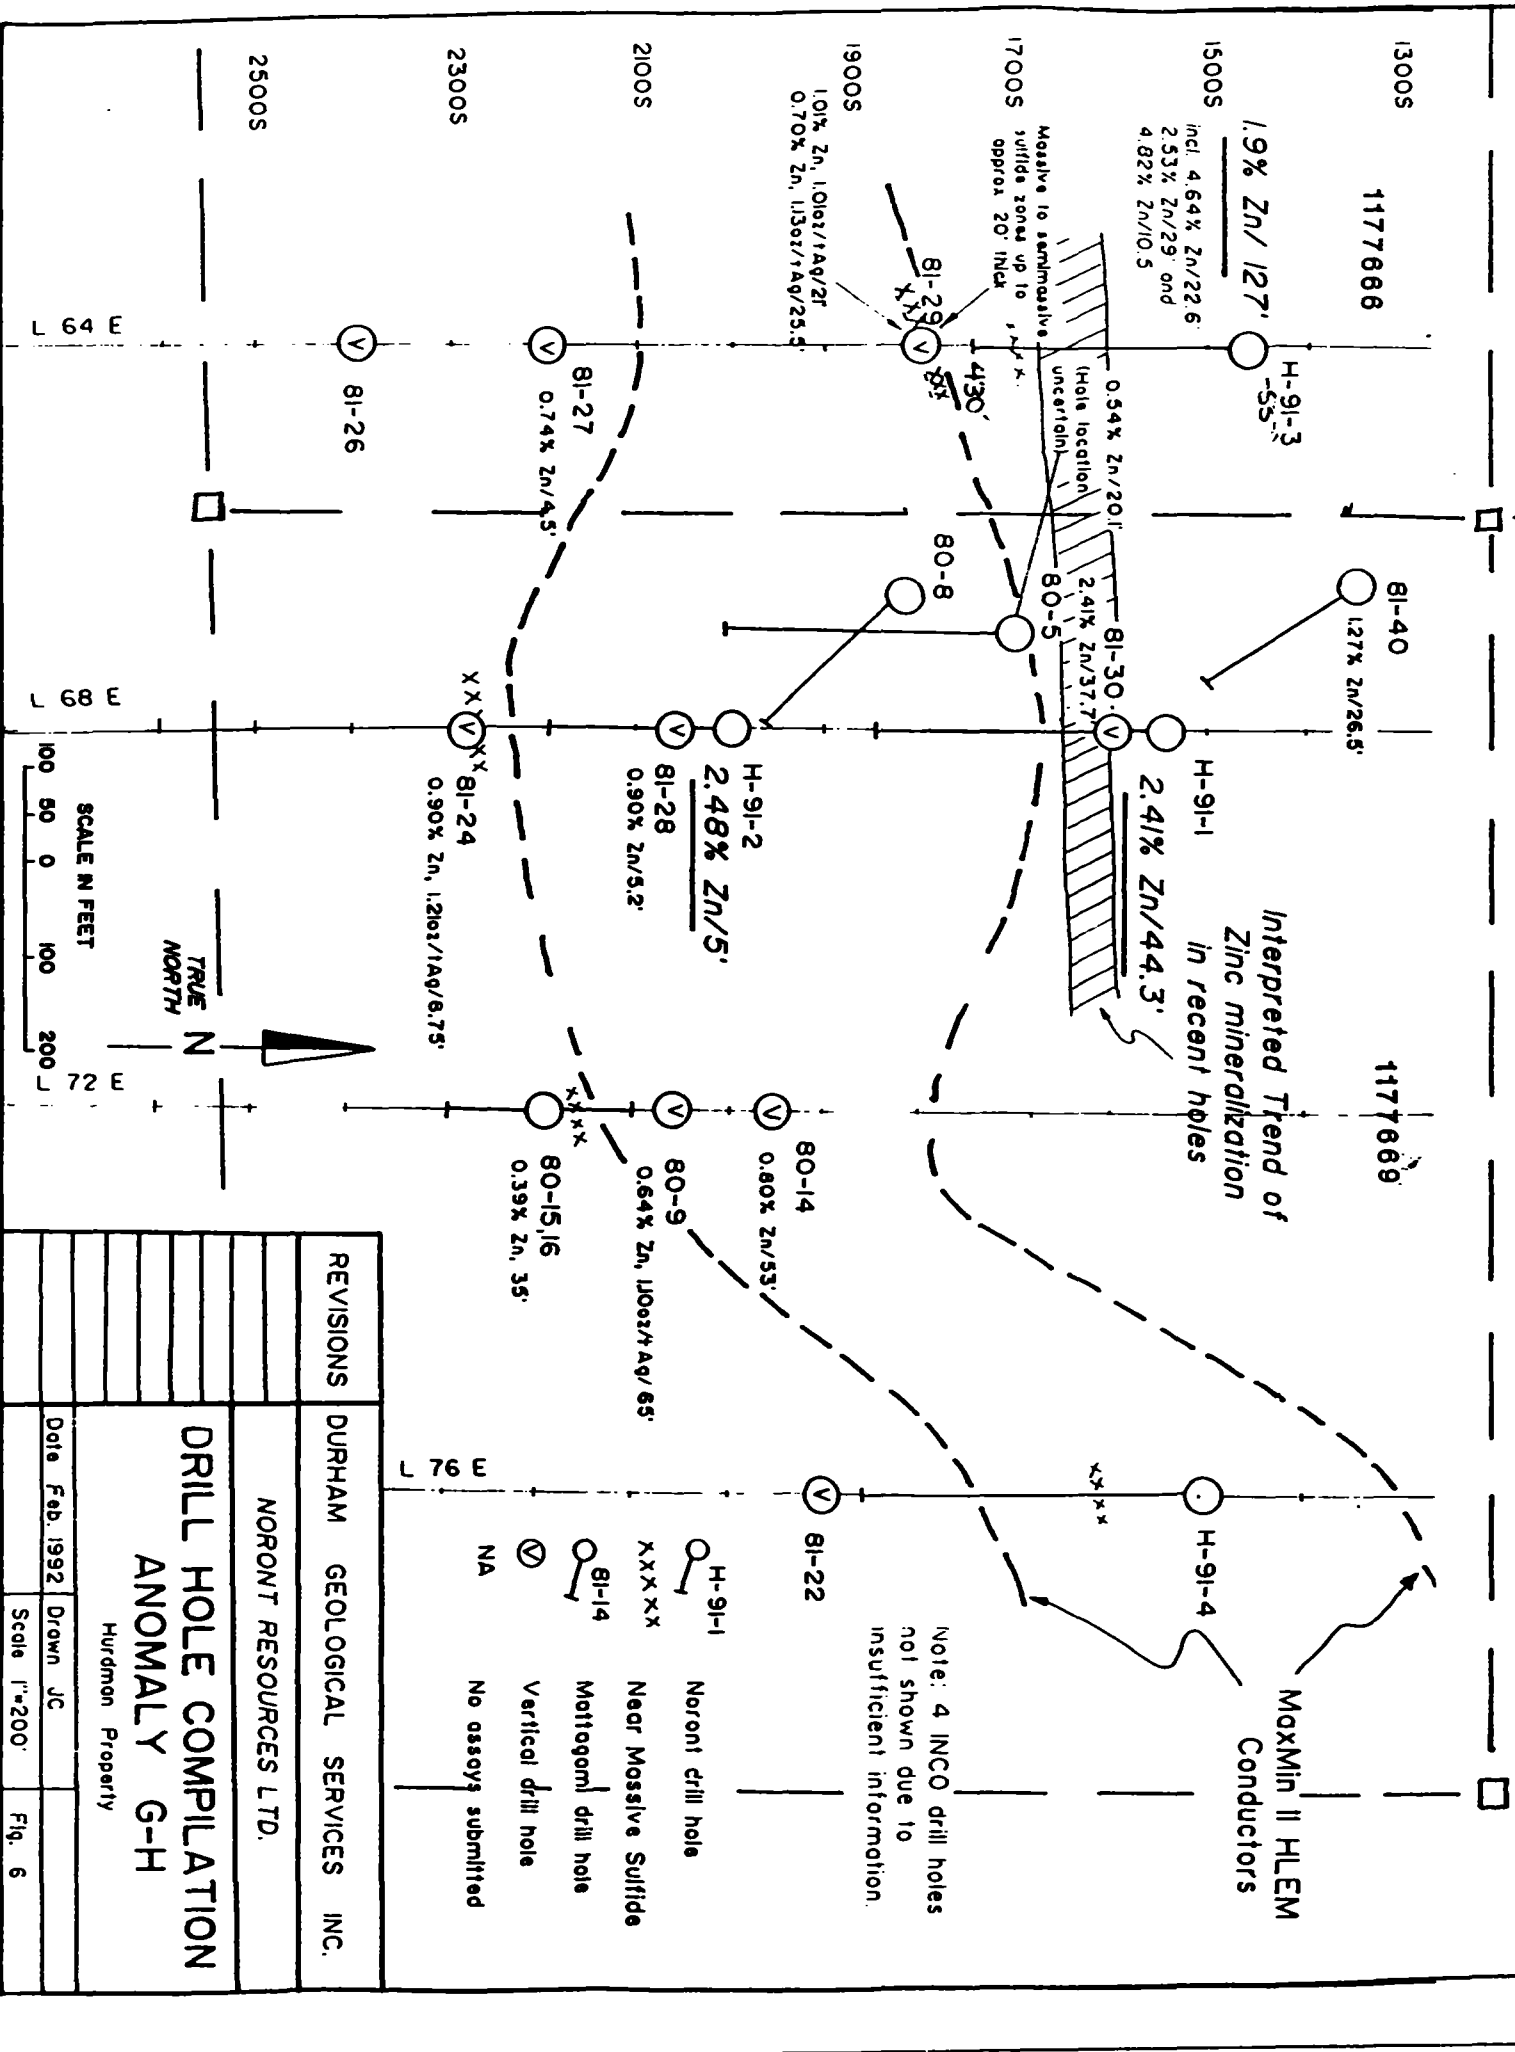 1177666
1177669
1300S
1500S
1700S
1900S
2100S
2300S
2500S
1.9% Zn/ 127'
incl. 4.64% Zn/22.6'
2.53% Zn/29' and
4.82% Zn/10.5
H-91-3
Massive to semimassive
sulfide zones up to
approx 20' thick
81-29
XXX
XXX
430'
1.01% Zn, 1.01oz/tAg/21'
0.70% Zn, 1.13oz/tAg/25.5'
0.54% Zn/20.1'
(Hole location
uncertain)
81-27
0.74% Zn/4.5'
81-26
L 64 E
81-40
1.27% Zn/26.5'
80-8
80-5
81-30
2.41% Zn/37.7'
H-91-1
2.41% Zn/44.3'
Interpreted Trend of
Zinc mineralization
in recent holes
H-91-2
2.48% Zn/5'
81-28
0.90% Zn/5.2'
XX
XX
81-24
0.90% Zn, 1.21oz/tAg/8.75'
L 68 E
80-14
0.80% Zn/53'
80-9
0.64% Zn, 1.10oz/tAg/65'
XXXX
80-15,16
0.39% Zn, 35'
L 72 E
H-91-4
XXXX
81-22
L 76 E
MaxMin II HLEM
Conductors
Note: 4 INCO drill holes
not shown due to
insufficient information.
H-91-1 Noront drill hole
XXXXX Near Massive Sulfide
81-14 Mattagami drill hole
V Vertical drill hole
NA No assays submitted
SCALE IN FEET
100 50 0 100 200
TRUE
NORTH
N
REVISIONS
DURHAM GEOLOGICAL SERVICES INC.
NORONT RESOURCES LTD.
DRILL HOLE COMPILATION
ANOMALY G-H
Hurdman Property
Date Feb. 1992
Drawn JC
Scale 1"=200'
Fig. 6